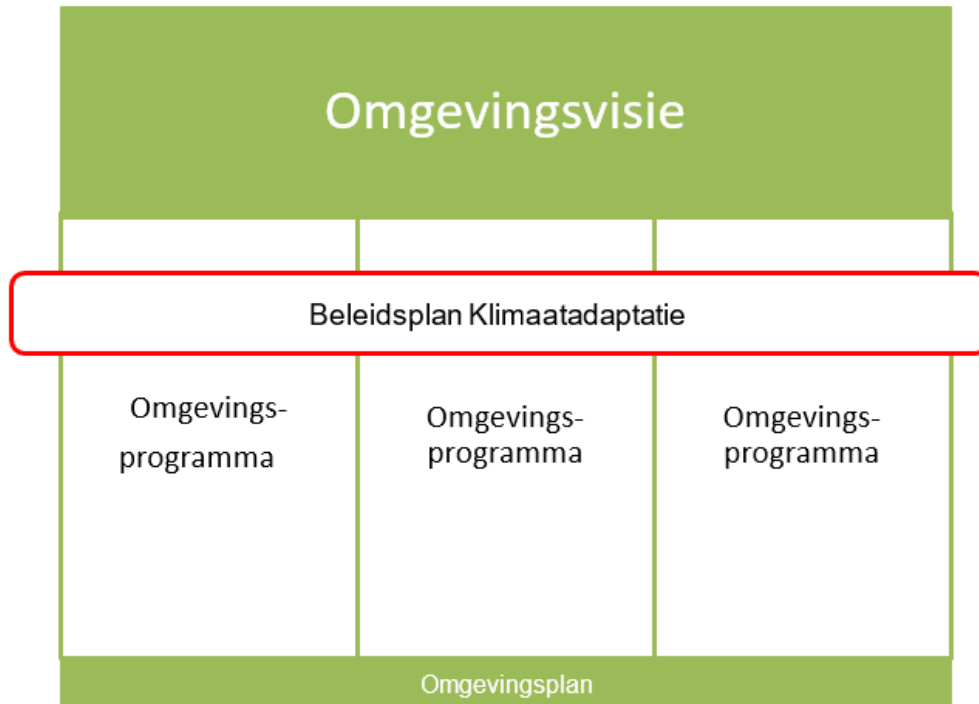 Omgevingsvisie
Beleidsplan Klimaatadaptatie
Omgevings-
programma
Omgevings-
programma
Omgevings-
programma
Omgevingsplan